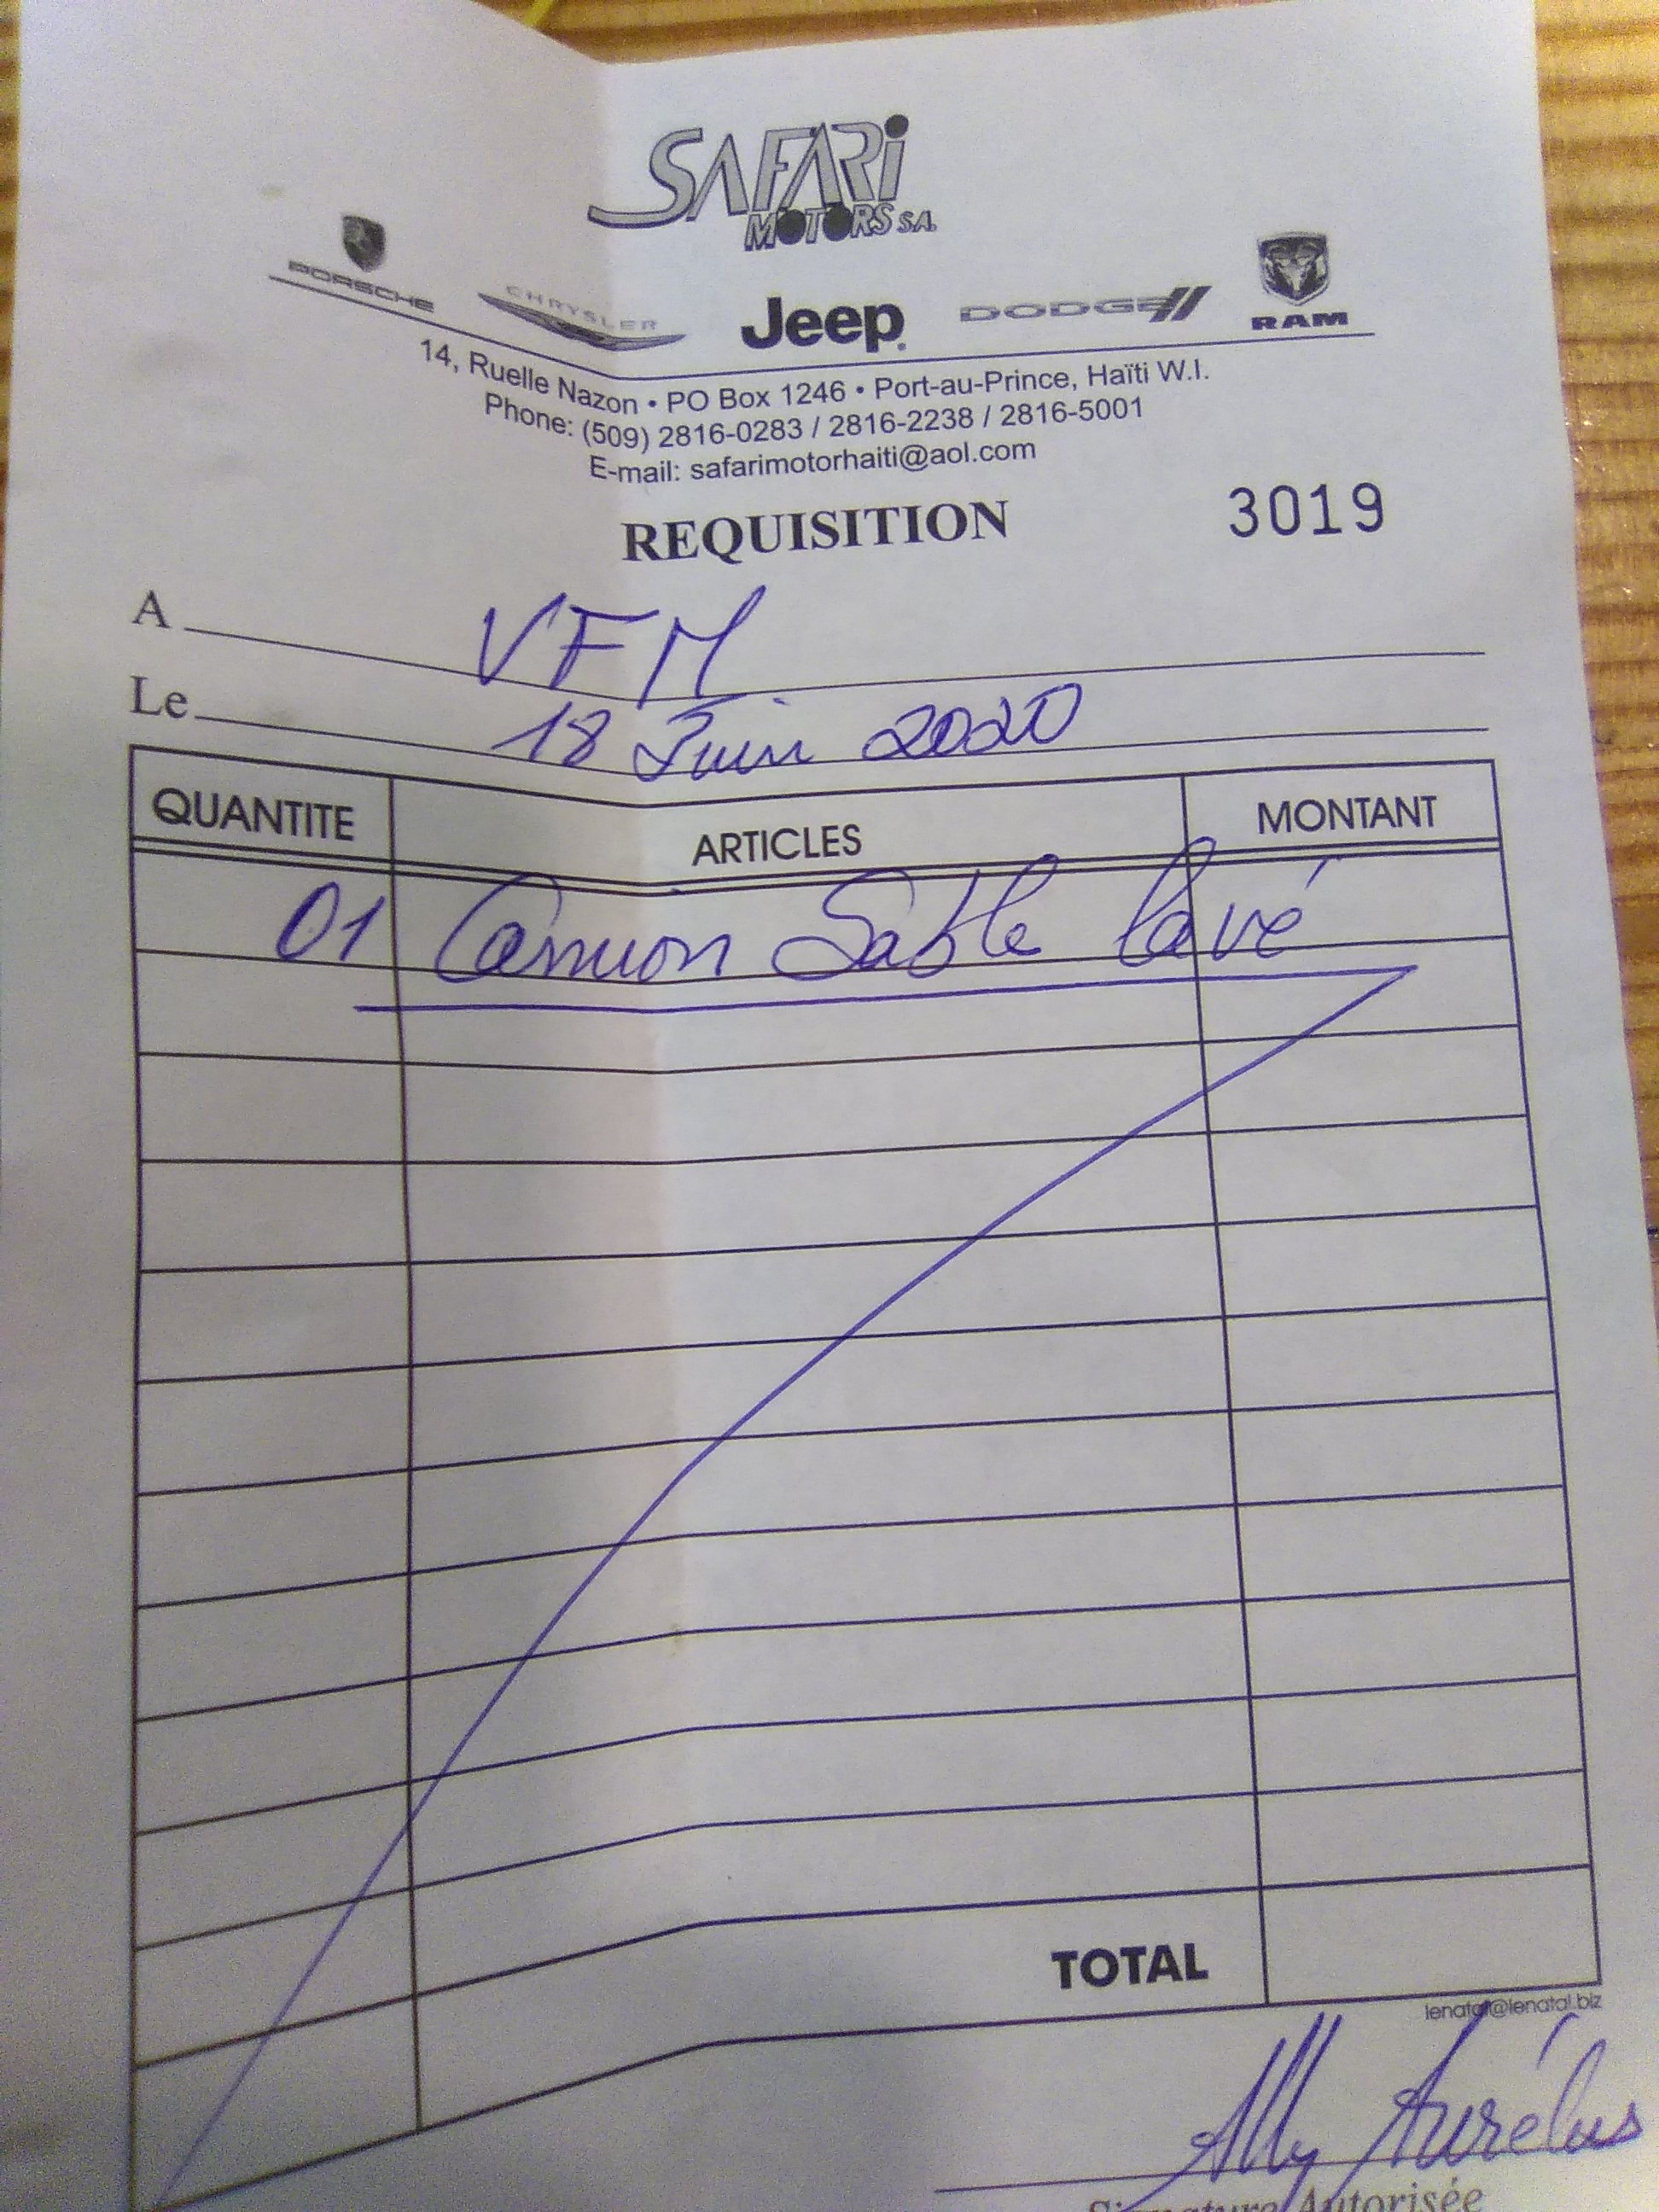 SAFARi
MOTORS S.A.
PORSCHE CHRYSLER Jeep DODGE RAM
14, Ruelle Nazon • PO Box 1246 • Port-au-Prince, Haïti W.I.
Phone: (509) 2816-0283 / 2816-2238 / 2816-5001
E-mail: safarimotorhaiti@aol.com
REQUISITION 3019
A VFM
Le 18 Juin 2020
QUANTITE ARTICLES MONTANT
01 Camion Sable lavé
TOTAL
lenatal@lenatal.biz
Ally Aurélus
Signature Autorisée